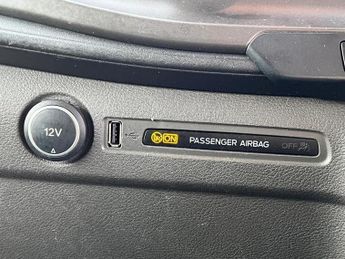 12V
ON PASSENGER AIRBAG OFF